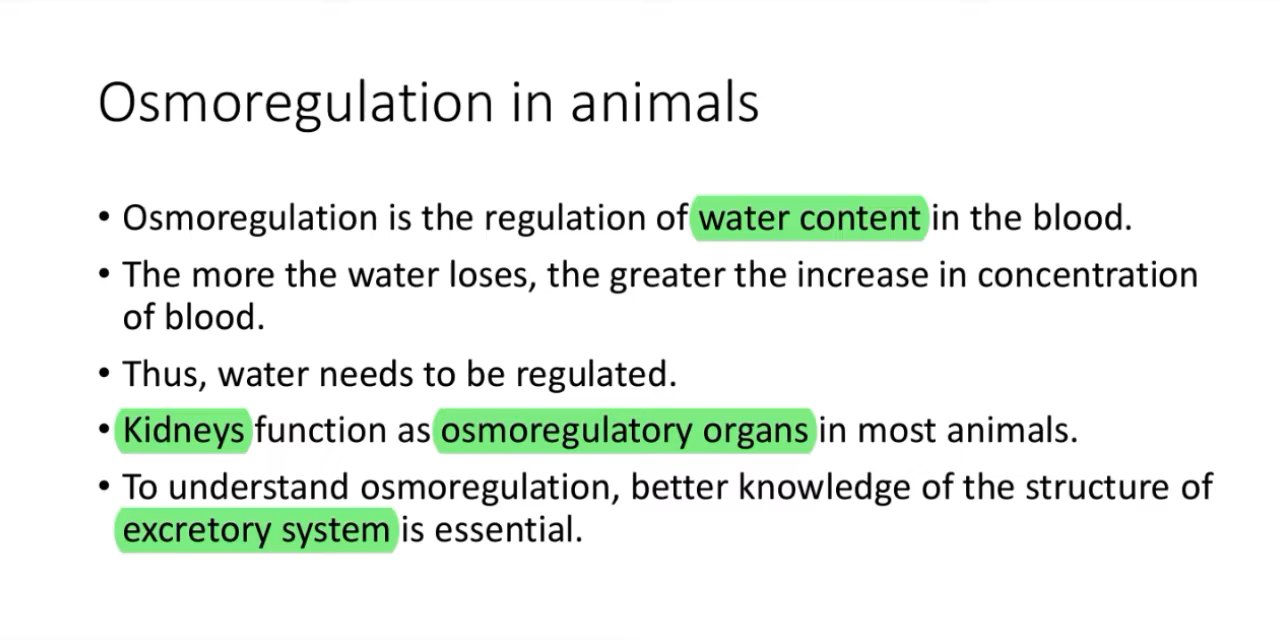 Osmoregulation in animals
• Osmoregulation is the regulation of water content in the blood.
• The more the water loses, the greater the increase in concentration
of blood.
• Thus, water needs to be regulated.
• Kidneys function as osmoregulatory organs in most animals.
• To understand osmoregulation, better knowledge of the structure of
excretory system is essential.